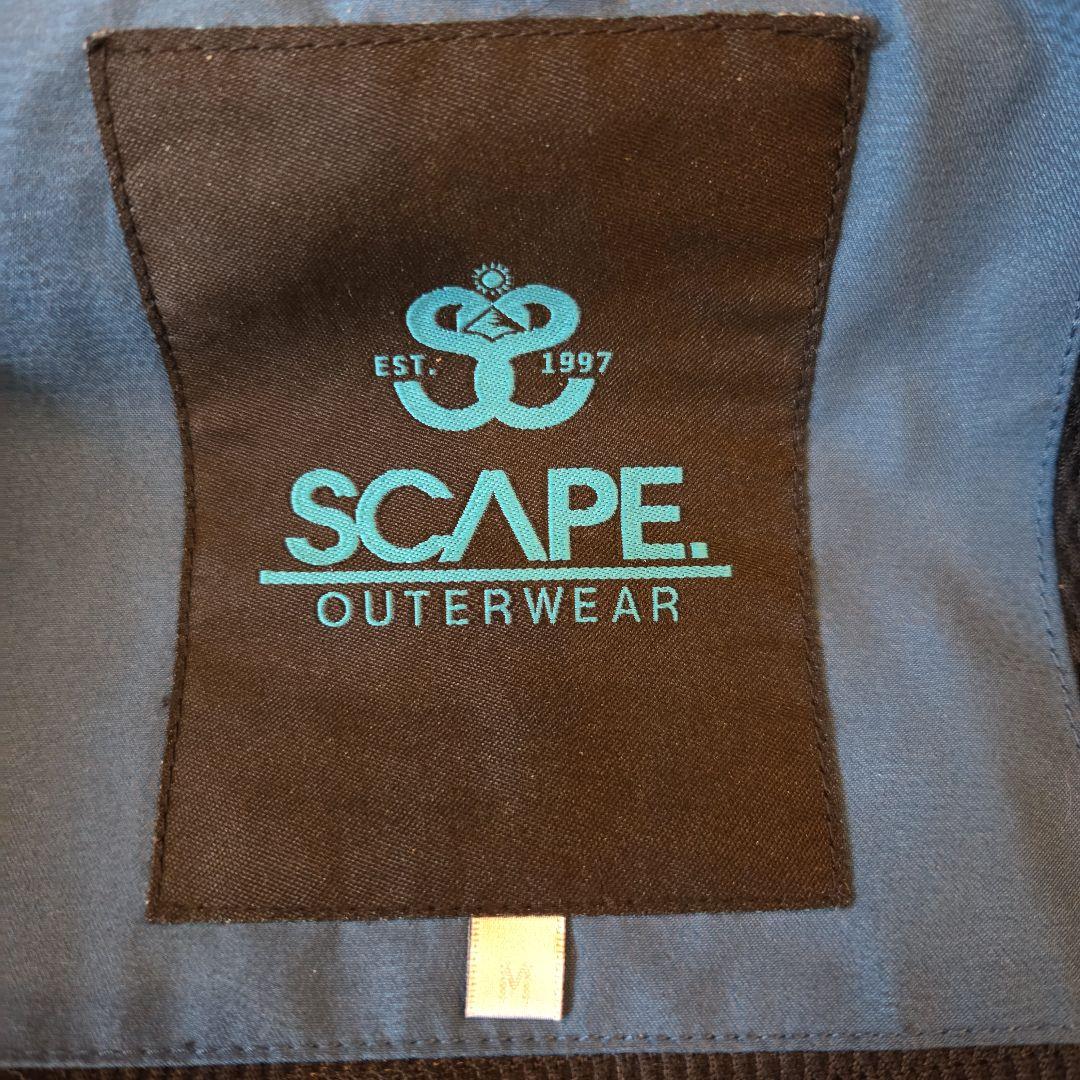 EST. 1997
SCAPE.
OUTERWEAR
M